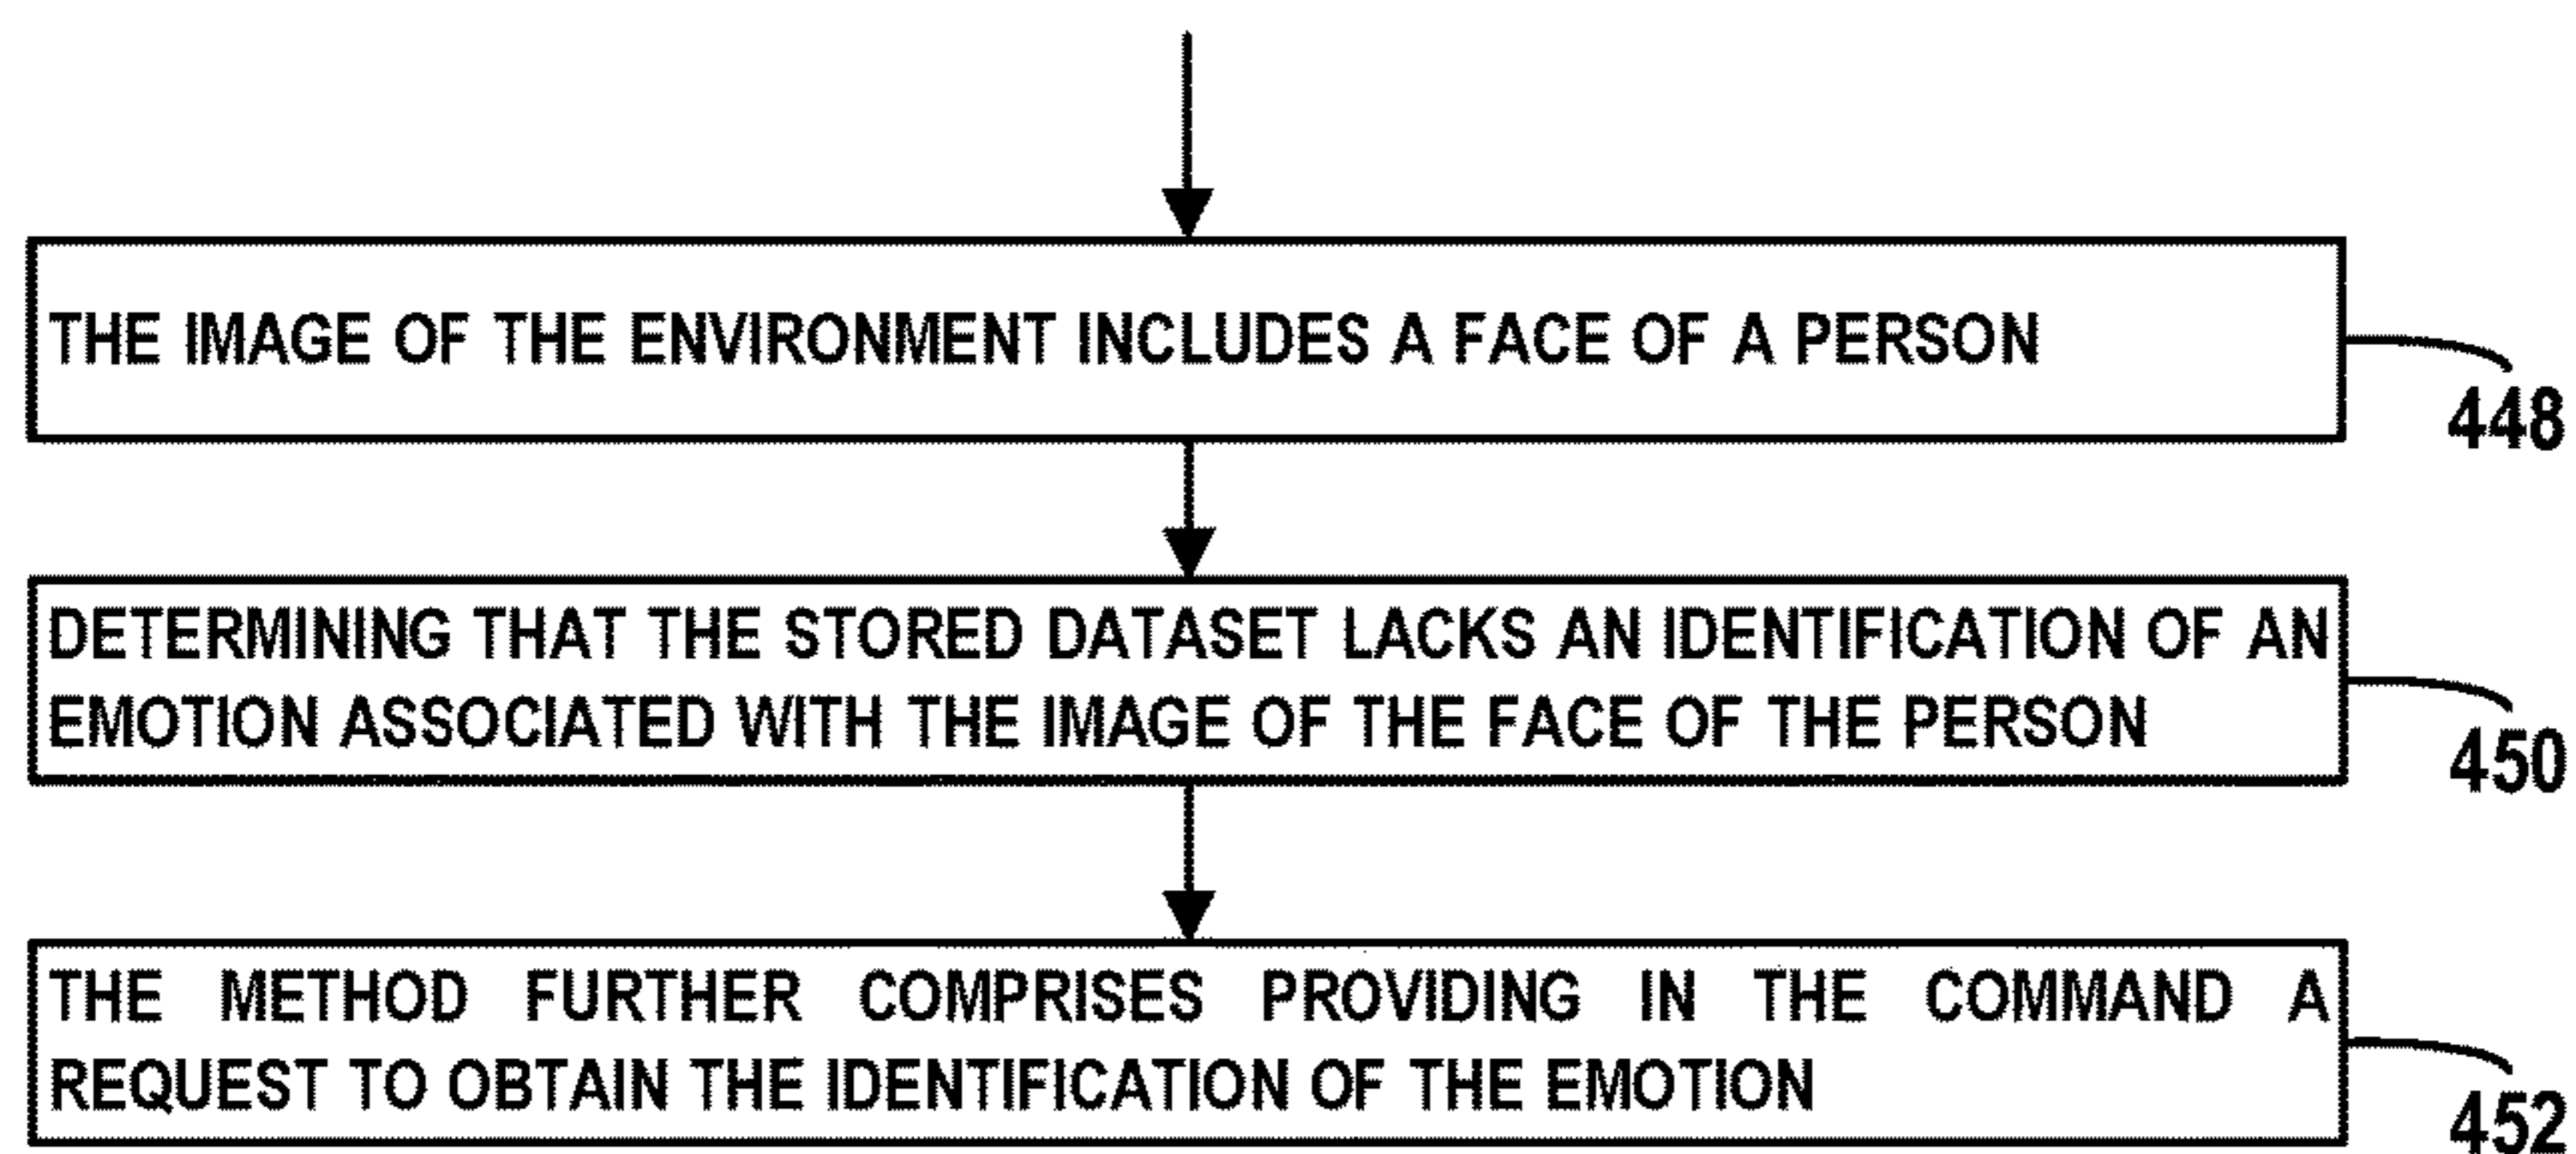 THE IMAGE OF THE ENVIRONMENT INCLUDES A FACE OF A PERSON
448
DETERMINING THAT THE STORED DATASET LACKS AN IDENTIFICATION OF AN
EMOTION ASSOCIATED WITH THE IMAGE OF THE FACE OF THE PERSON
450
THE METHOD FURTHER COMPRISES PROVIDING IN THE COMMAND A
REQUEST TO OBTAIN THE IDENTIFICATION OF THE EMOTION
452